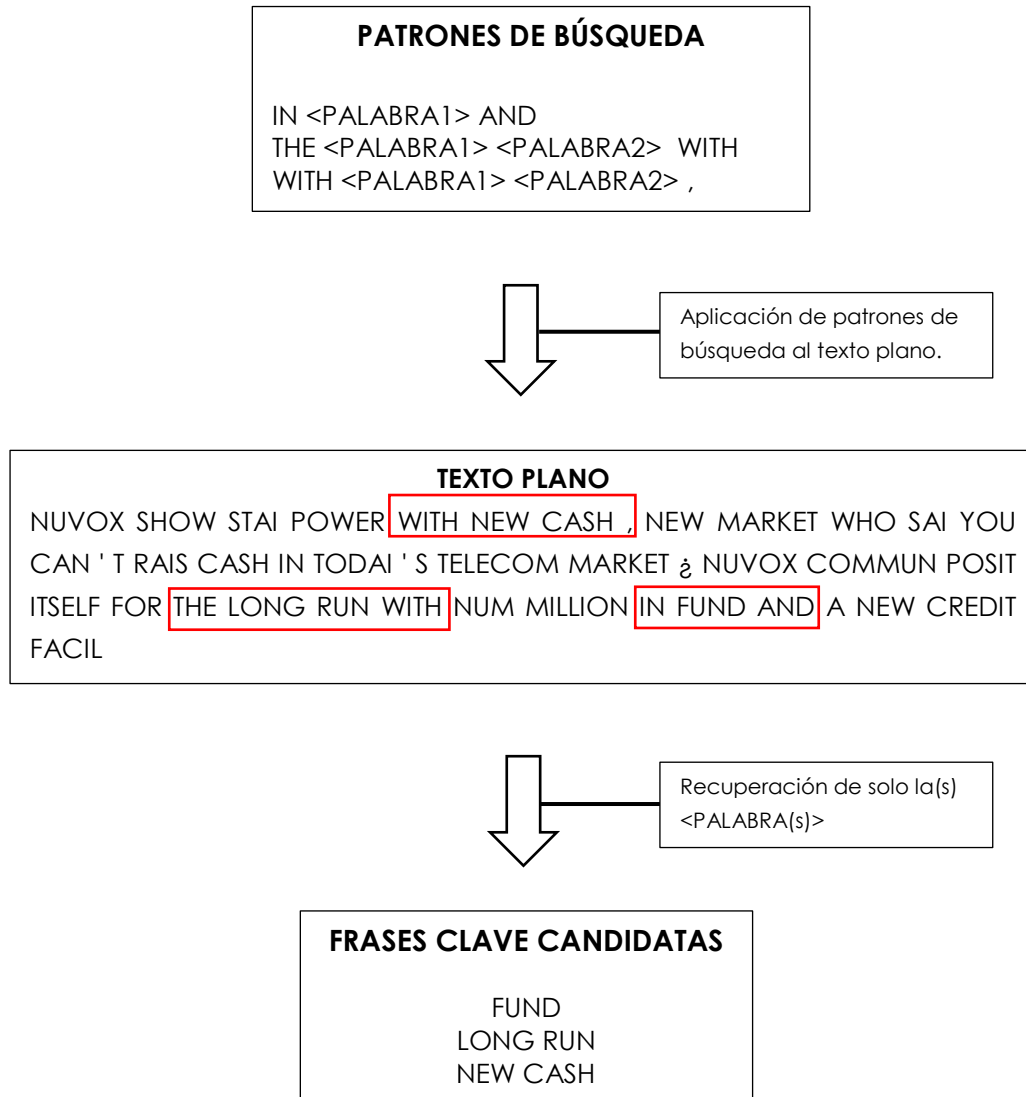 PATRONES DE BÚSQUEDA
IN <PALABRA1> AND
THE <PALABRA1> <PALABRA2> WITH
WITH <PALABRA1> <PALABRA2> ,
Aplicación de patrones de
búsqueda al texto plano.
TEXTO PLANO
NUVOX SHOW STAI POWER WITH NEW CASH , NEW MARKET WHO SAI YOU
CAN ' T RAIS CASH IN TODAI ' S TELECOM MARKET ¿ NUVOX COMMUN POSIT
ITSELF FOR THE LONG RUN WITH NUM MILLION IN FUND AND A NEW CREDIT
FACIL
Recuperación de solo la(s)
<PALABRA(s)>
FRASES CLAVE CANDIDATAS
FUND
LONG RUN
NEW CASH